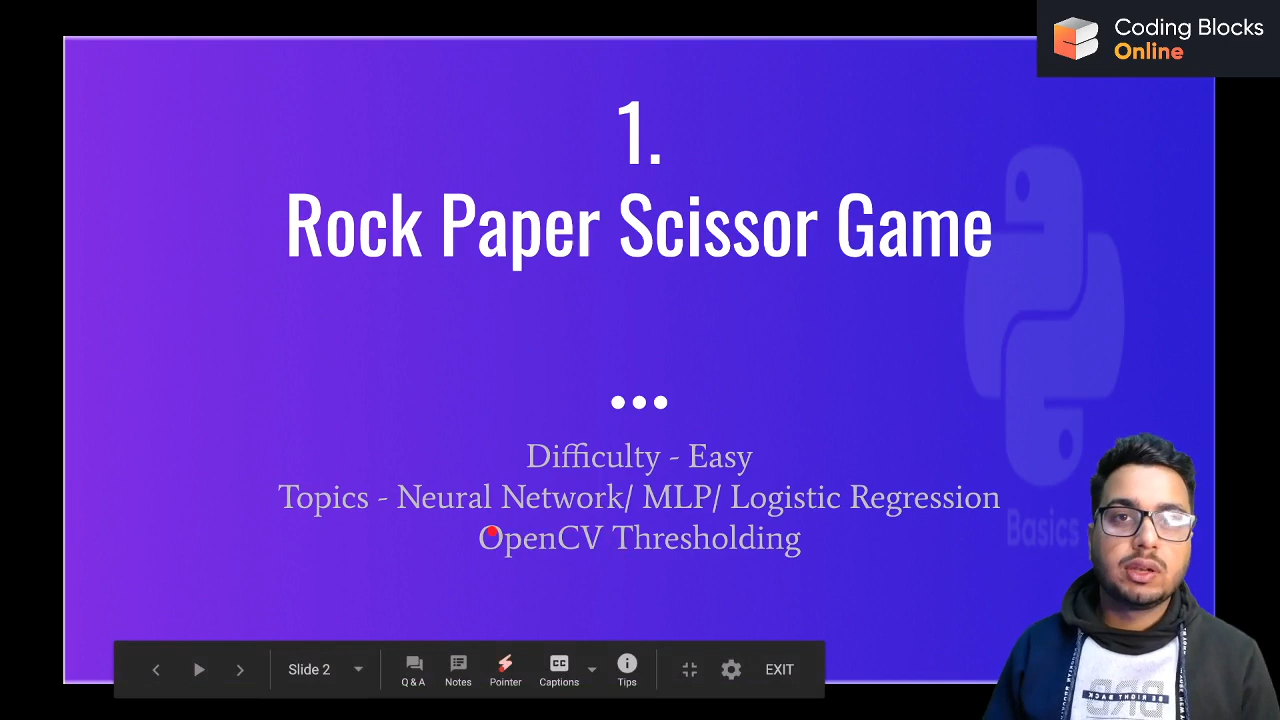 Coding Blocks
Online
1.
Rock Paper Scissor Game
Difficulty - Easy
Topics - Neural Network/ MLP/ Logistic Regression
OpenCV Thresholding
Basics
Slide 2
Q & A
Notes
Pointer
CC
Captions
Tips
EXIT